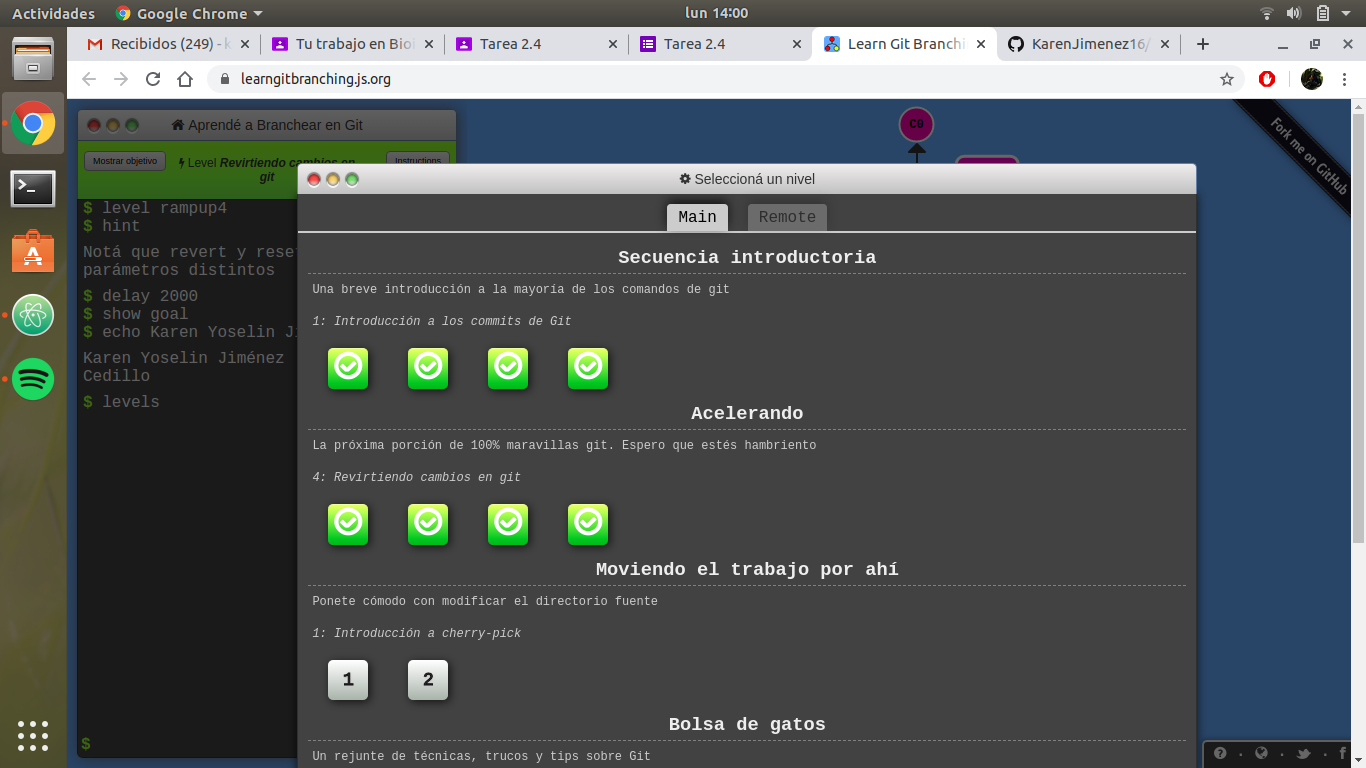 Actividades
Google Chrome
lun 14:00
Recibidos (249) - k
Tu trabajo en Bioi
Tarea 2.4
Tarea 2.4
Learn Git Branchi
KarenJimenez16/
learngitbranching.js.org
Aprendé a Branchear en Git
Mostrar objetivo
Level Revirtiendo cambios en
git
Instructions
$ level rampup4
$ hint
Notá que revert y rese
parámetros distintos
$ delay 2000
$ show goal
$ echo Karen Yoselin Ji
Karen Yoselin Jiménez
Cedillo
$ levels
$
C0
Fork me on GitHub
Seleccioná un nivel
Main
Remote
Secuencia introductoria
Una breve introducción a la mayoría de los comandos de git
1: Introducción a los commits de Git
Acelerando
La próxima porción de 100% maravillas git. Espero que estés hambriento
4: Revirtiendo cambios en git
Moviendo el trabajo por ahí
Ponete cómodo con modificar el directorio fuente
1: Introducción a cherry-pick
1
2
Bolsa de gatos
Un rejunte de técnicas, trucos y tips sobre Git